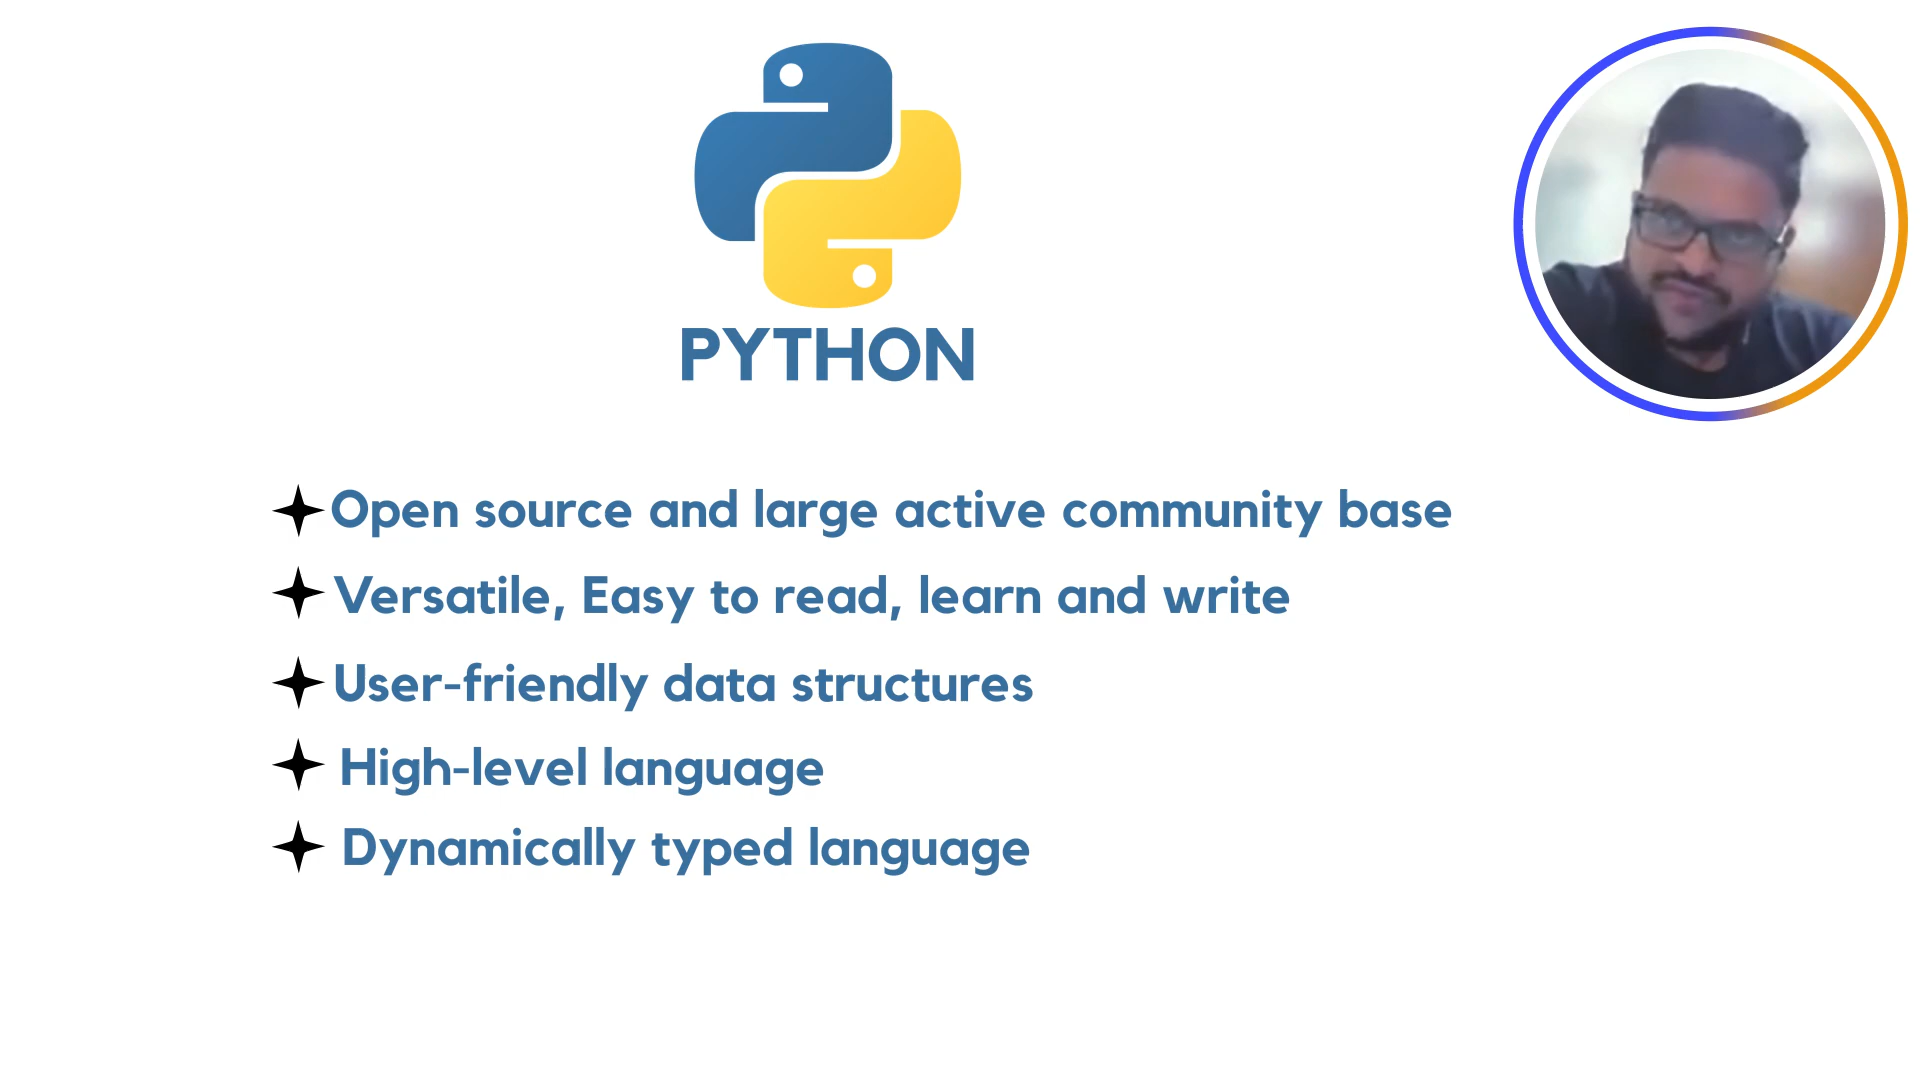 PYTHON
Open source and large active community base
Versatile, Easy to read, learn and write
User-friendly data structures
High-level language
Dynamically typed language